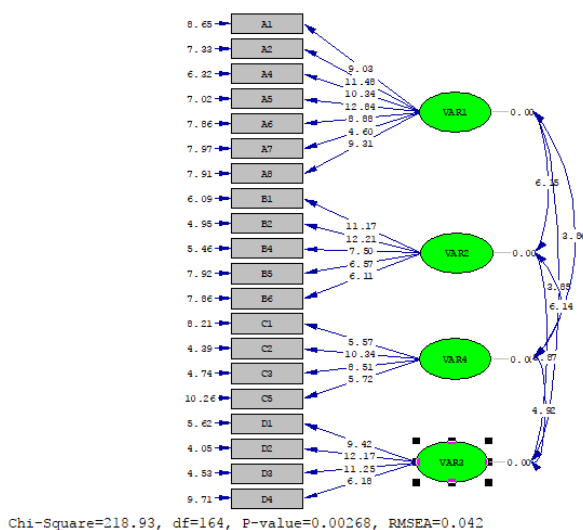 8.65 A1
7.33 A2
6.32 A4
7.02 A5
7.86 A6
7.97 A7
7.91 A8
6.09 B1
4.95 B2
5.46 B4
7.92 B5
7.86 B6
8.21 C1
4.39 C2
4.74 C3
10.26 C5
5.62 D1
4.05 D2
4.53 D3
9.71 D4
9.03
11.48
10.34
12.84
8.88
4.60
9.31
VAR1 0.00
11.17
12.21
7.50
6.57
6.11
VAR2 0.00
5.57
10.34
8.51
5.72
VAR4
9.42
12.17
11.25
6.18
VAR3 0.00
6.15
6.14
4.92
Chi-Square=218.93, df=164, P-value=0.00268, RMSEA=0.042